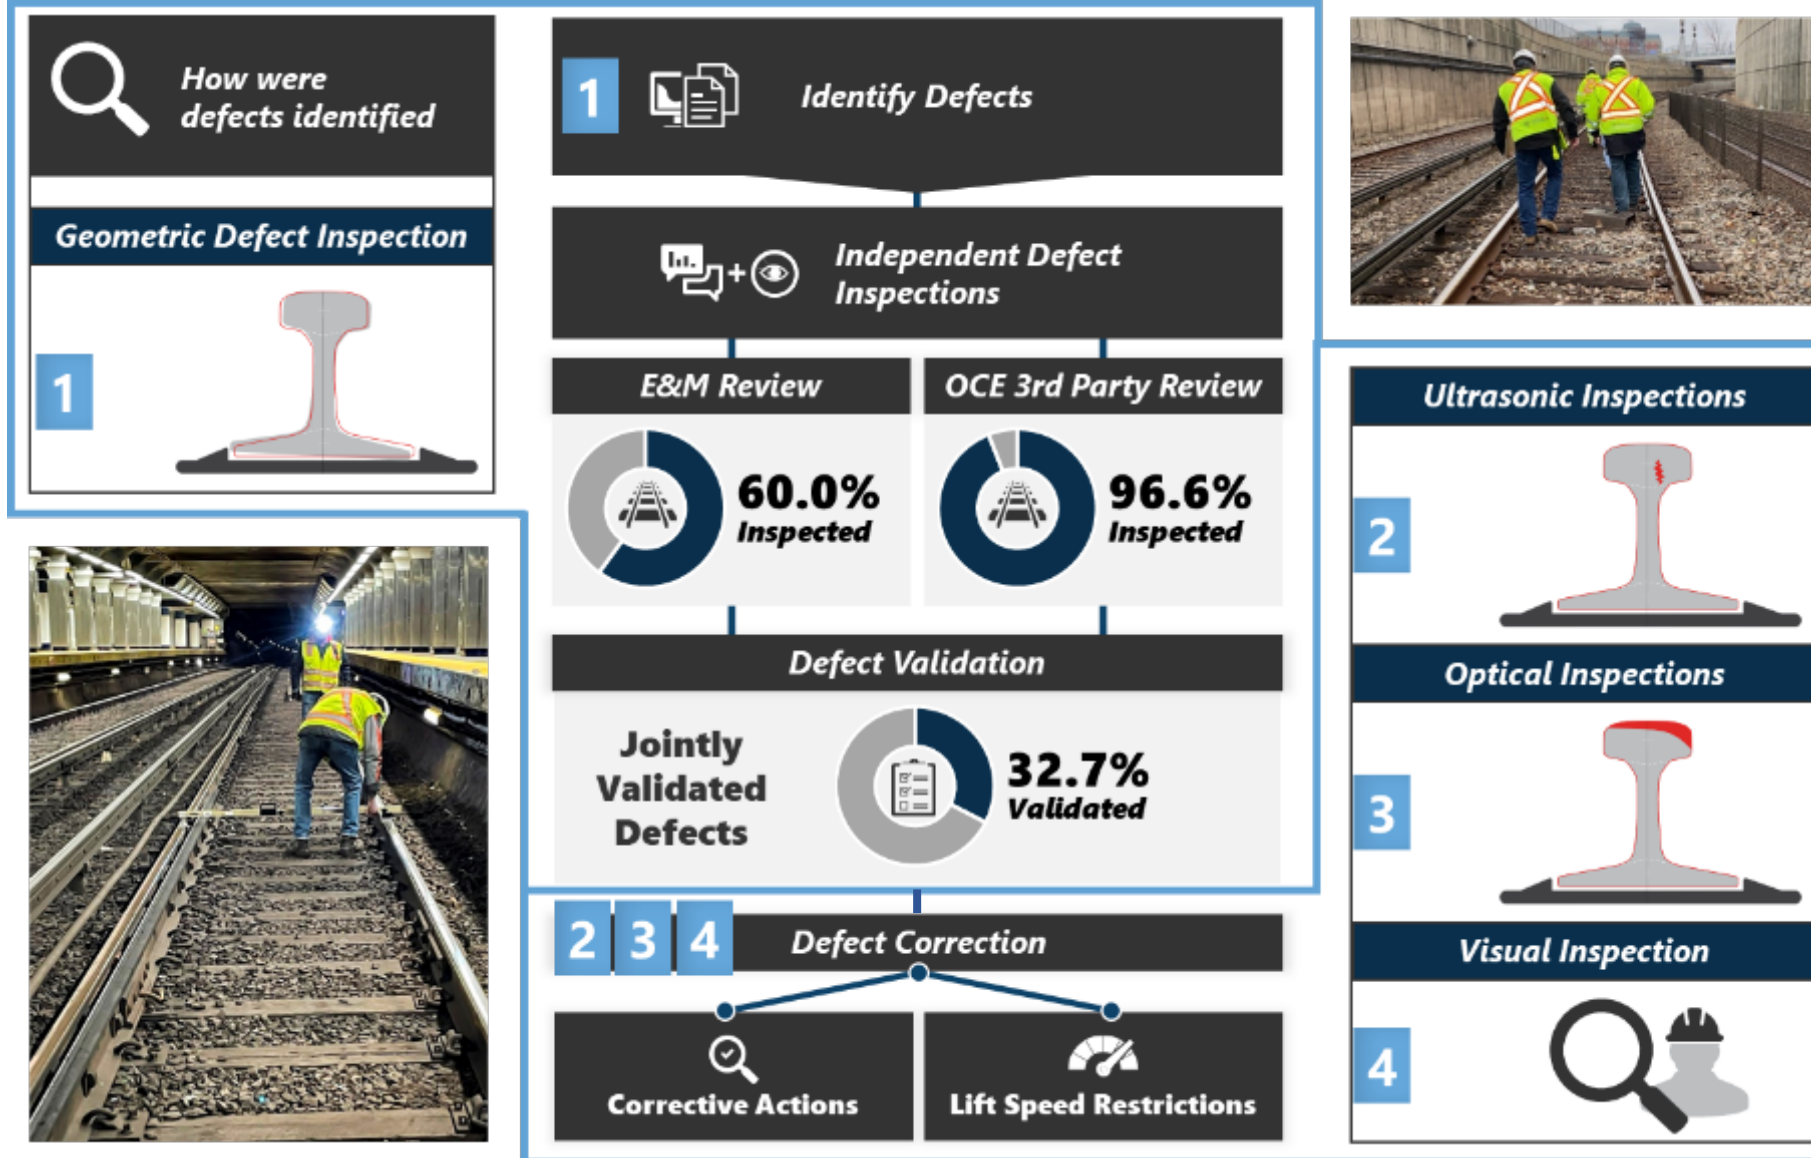 How were
defects identified
Geometric Defect Inspection
1
1
Identify Defects
Independent Defect
Inspections
E&M Review
60.0%
Inspected
OCE 3rd Party Review
96.6%
Inspected
Defect Validation
Jointly
Validated
Defects
32.7%
Validated
2 3 4
Defect Correction
Corrective Actions
Lift Speed Restrictions
Ultrasonic Inspections
2
Optical Inspections
3
Visual Inspection
4